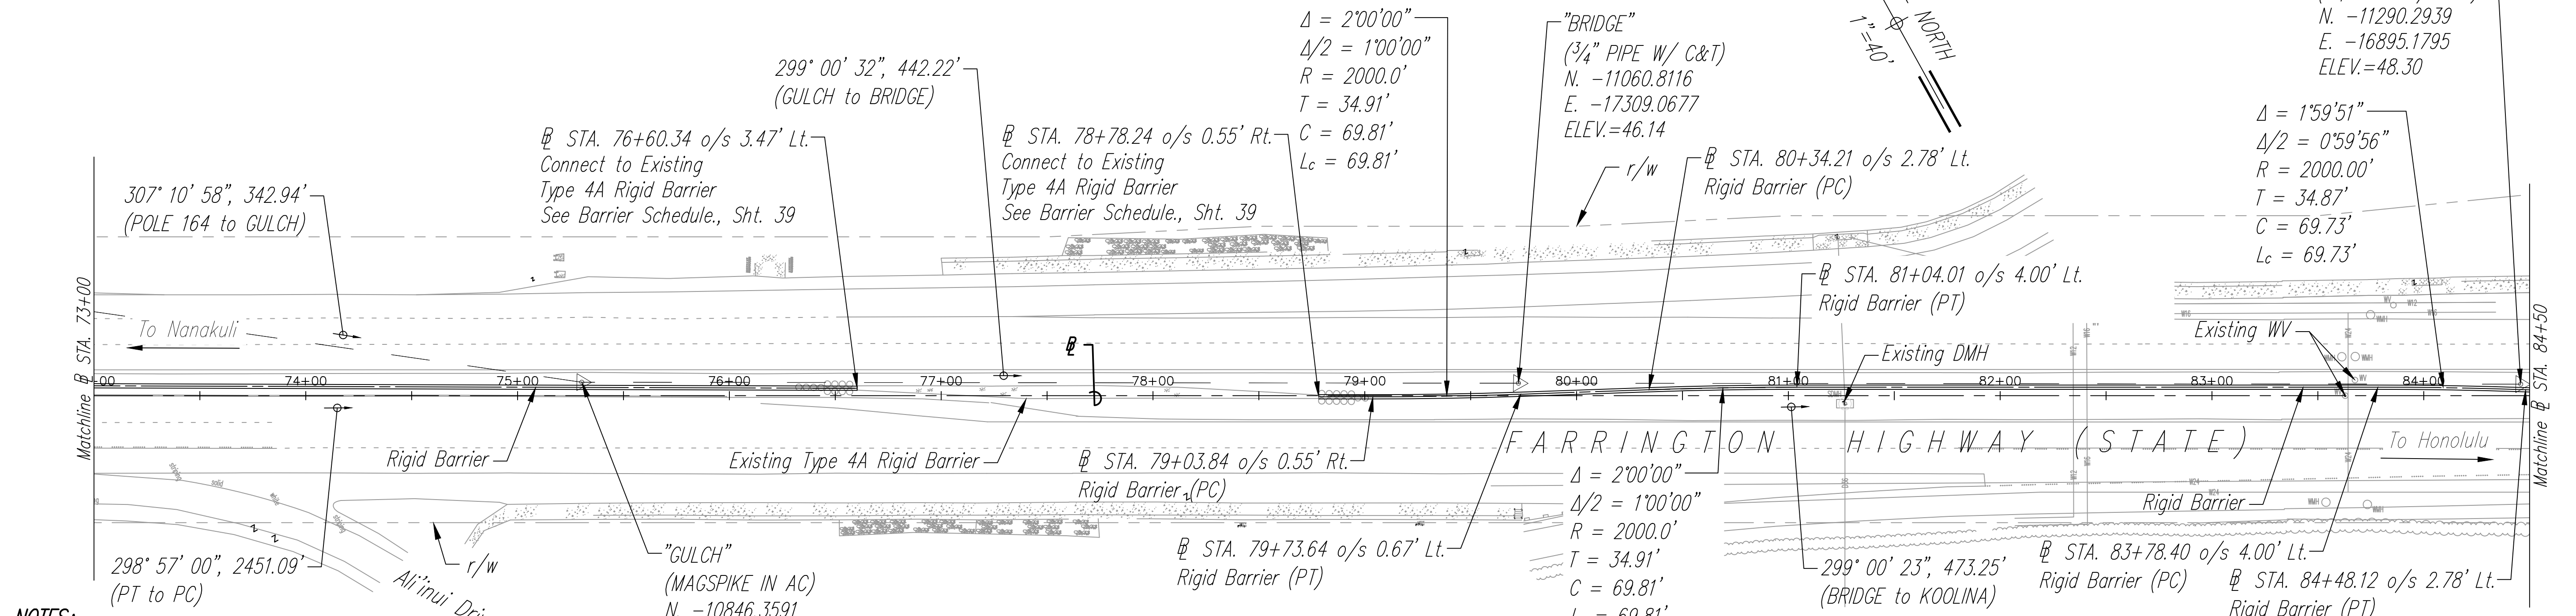 Δ = 2°00'00"
Δ/2 = 1°00'00"
R = 2000.0'
T = 34.91'
C = 69.81'
Lc = 69.81'
"BRIDGE"
(3/4" PIPE W/ C&T)
N. -11060.8116
E. -17309.0677
ELEV.=46.14
NORTH
1"=40'
N. -11290.2939
E. -16895.1795
ELEV.=48.30
299° 00' 32", 442.22'
(GULCH to BRIDGE)
Δ = 1°59'51"
Δ/2 = 0°59'56"
R = 2000.00'
T = 34.87'
C = 69.73'
Lc = 69.73'
℄ STA. 76+60.34 o/s 3.47' Lt.
Connect to Existing
Type 4A Rigid Barrier
See Barrier Schedule., Sht. 39
℄ STA. 78+78.24 o/s 0.55' Rt.
Connect to Existing
Type 4A Rigid Barrier
See Barrier Schedule., Sht. 39
℄ STA. 80+34.21 o/s 2.78' Lt.
Rigid Barrier (PC)
r/w
307° 10' 58", 342.94'
(POLE 164 to GULCH)
℄ STA. 81+04.01 o/s 4.00' Lt.
Rigid Barrier (PT)
Matchline ℄ STA. 73+00
To Nanakuli
Existing WV
Existing DMH
Matchline ℄ STA. 84+50
00
74+00
75+00
76+00
77+00
78+00
79+00
80+00
81+00
82+00
83+00
84+00
℄
Rigid Barrier
Existing Type 4A Rigid Barrier
℄ STA. 79+03.84 o/s 0.55' Rt.
Rigid Barrier (PC)
FARRINGTON HIGHWAY (STATE)
To Honolulu
Δ = 2°00'00"
Δ/2 = 1°00'00"
R = 2000.0'
T = 34.91'
C = 69.81'
L 69.81'
Rigid Barrier
℄ STA. 79+73.64 o/s 0.67' Lt.
Rigid Barrier (PT)
299° 00' 23", 473.25'
(BRIDGE to KOOLINA)
℄ STA. 83+78.40 o/s 4.00' Lt.
Rigid Barrier (PC)
℄ STA. 84+48.12 o/s 2.78' Lt.
Rigid Barrier (PT)
298° 57' 00", 2451.09'
(PT to PC)
r/w
Ali'inui
"GULCH"
(MAGSPIKE IN AC)
N. -10846.3591
NOTES: